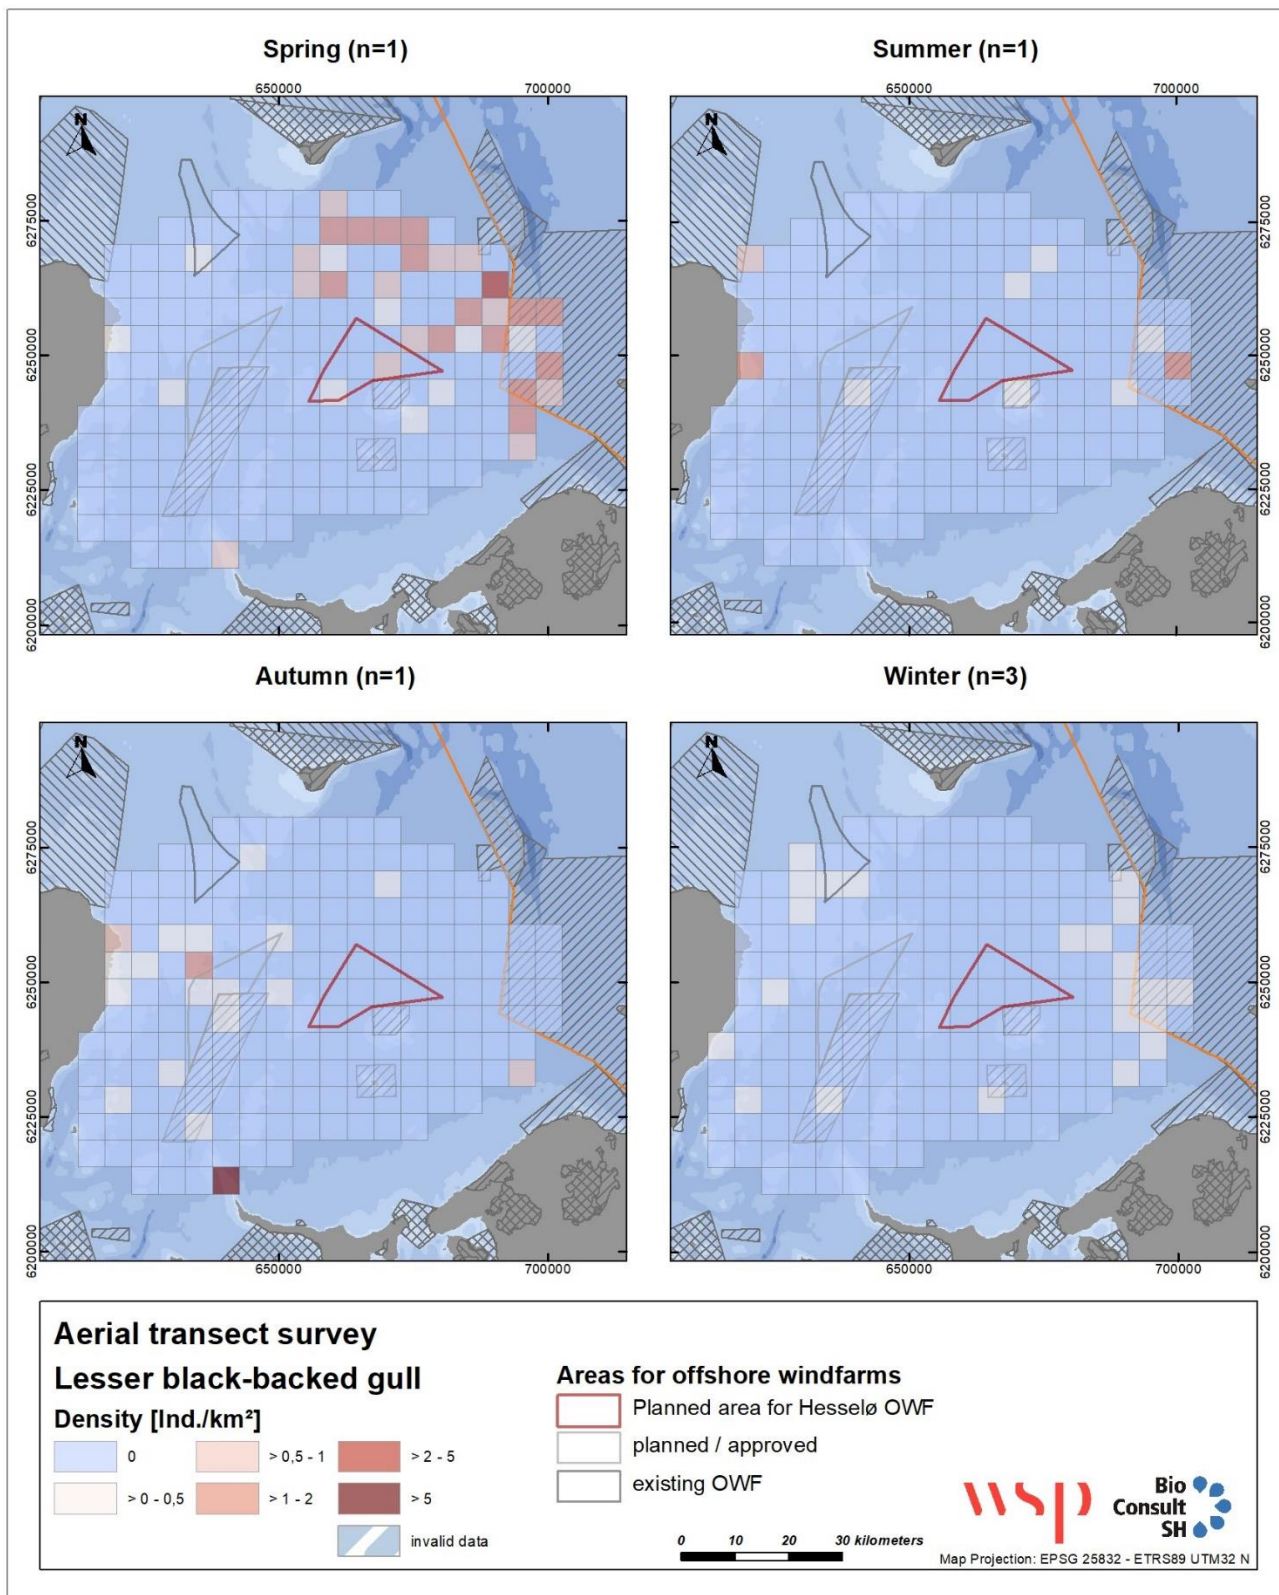 Spring (n=1)
Summer (n=1)
650000
700000
650000
700000
N
N
6275000
6275000
6250000
6250000
6225000
6225000
6200000
6200000
Autumn (n=1)
Winter (n=3)
N
N
6275000
6275000
6250000
6250000
6225000
6225000
6200000
6200000
650000
700000
650000
700000
Aerial transect survey
Lesser black-backed gull
Density [Ind./km²]
0
> 0,5 - 1
> 2 - 5
> 0 - 0,5
> 1 - 2
> 5
invalid data
Areas for offshore windfarms
Planned area for Hesselø OWF
planned / approved
existing OWF
0 10 20 30 kilometers
wsp
Bio
Consult
SH
Map Projection: EPSG 25832 - ETRS89 UTM32 N